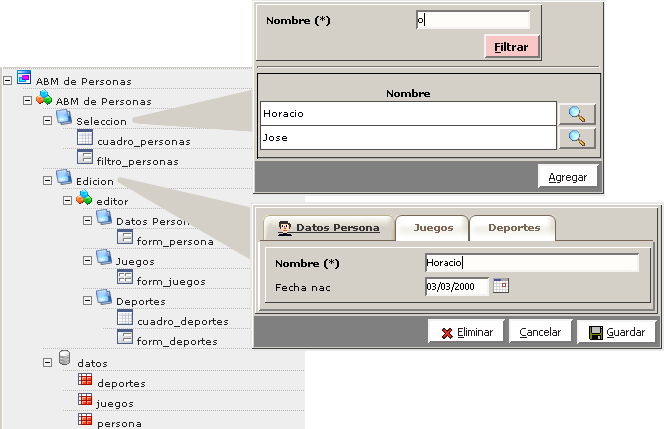 ABM de Personas
ABM de Personas
Seleccion
cuadro_personas
filtro_personas
Edicion
editor
Datos Person
form_persona
Juegos
form_juegos
Deportes
cuadro_deportes
form_deportes
datos
deportes
juegos
persona
Nombre (*) o
Filtrar
Nombre
Horacio
Jose
Agregar
Datos Persona Juegos Deportes
Nombre (*) Horacio
Fecha nac 03/03/2000
Eliminar Cancelar Guardar